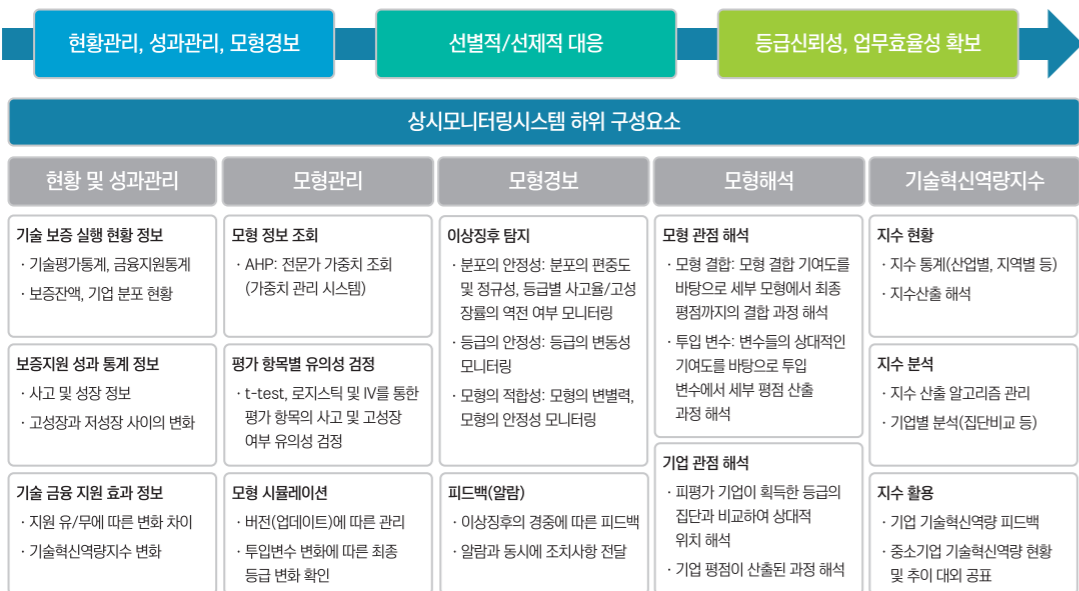 현황관리, 성과관리, 모형경보
선별적/선제적 대응
등급신뢰성, 업무효율성 확보
상시모니터링시스템 하위 구성요소
현황 및 성과관리
기술 보증 실행 현황 정보
· 기술평가통계, 금융지원통계
· 보증잔액, 기업 분포 현황
보증지원 성과 통계 정보
· 사고 및 성장 정보
· 고성장과 저성장 사이의 변화
기술 금융 지원 효과 정보
· 지원 유/무에 따른 변화 차이
· 기술혁신역량지수 변화
모형관리
모형 정보 조회
· AHP: 전문가 가중치 조회
(가중치 관리 시스템)
평가 항목별 유의성 검정
· t-test, 로지스틱 및 IV를 통한
평가 항목의 사고 및 고성장
여부 유의성 검정
모형 시뮬레이션
· 버전(업데이트)에 따른 관리
· 투입변수 변화에 따른 최종
등급 변화 확인
모형경보
이상징후 탐지
· 분포의 안정성: 분포의 편중도
및 정규성, 등급별 사고율/고성
장률의 역전 여부 모니터링
· 등급의 안정성: 등급의 변동성
모니터링
· 모형의 적합성: 모형의 변별력,
모형의 안정성 모니터링
피드백(알람)
· 이상징후의 경중에 따른 피드백
· 알람과 동시에 조치사항 전달
모형해석
모형 관점 해석
· 모형 결합: 모형 결합 기여도를
바탕으로 세부 모형에서 최종
평점까지의 결합 과정 해석
· 투입 변수: 변수들의 상대적인
기여도를 바탕으로 투입
변수에서 세부 평점 산출
과정 해석
기업 관점 해석
· 피평가 기업이 획득한 등급의
집단과 비교하여 상대적
위치 해석
· 기업 평점이 산출된 과정 해석
기술혁신역량지수
지수 현황
· 지수 통계(산업별, 지역별 등)
· 지수산출 해석
지수 분석
· 지수 산출 알고리즘 관리
· 기업별 분석(집단비교 등)
지수 활용
· 기업 기술혁신역량 피드백
· 중소기업 기술혁신역량 현황
및 추이 대외 공표